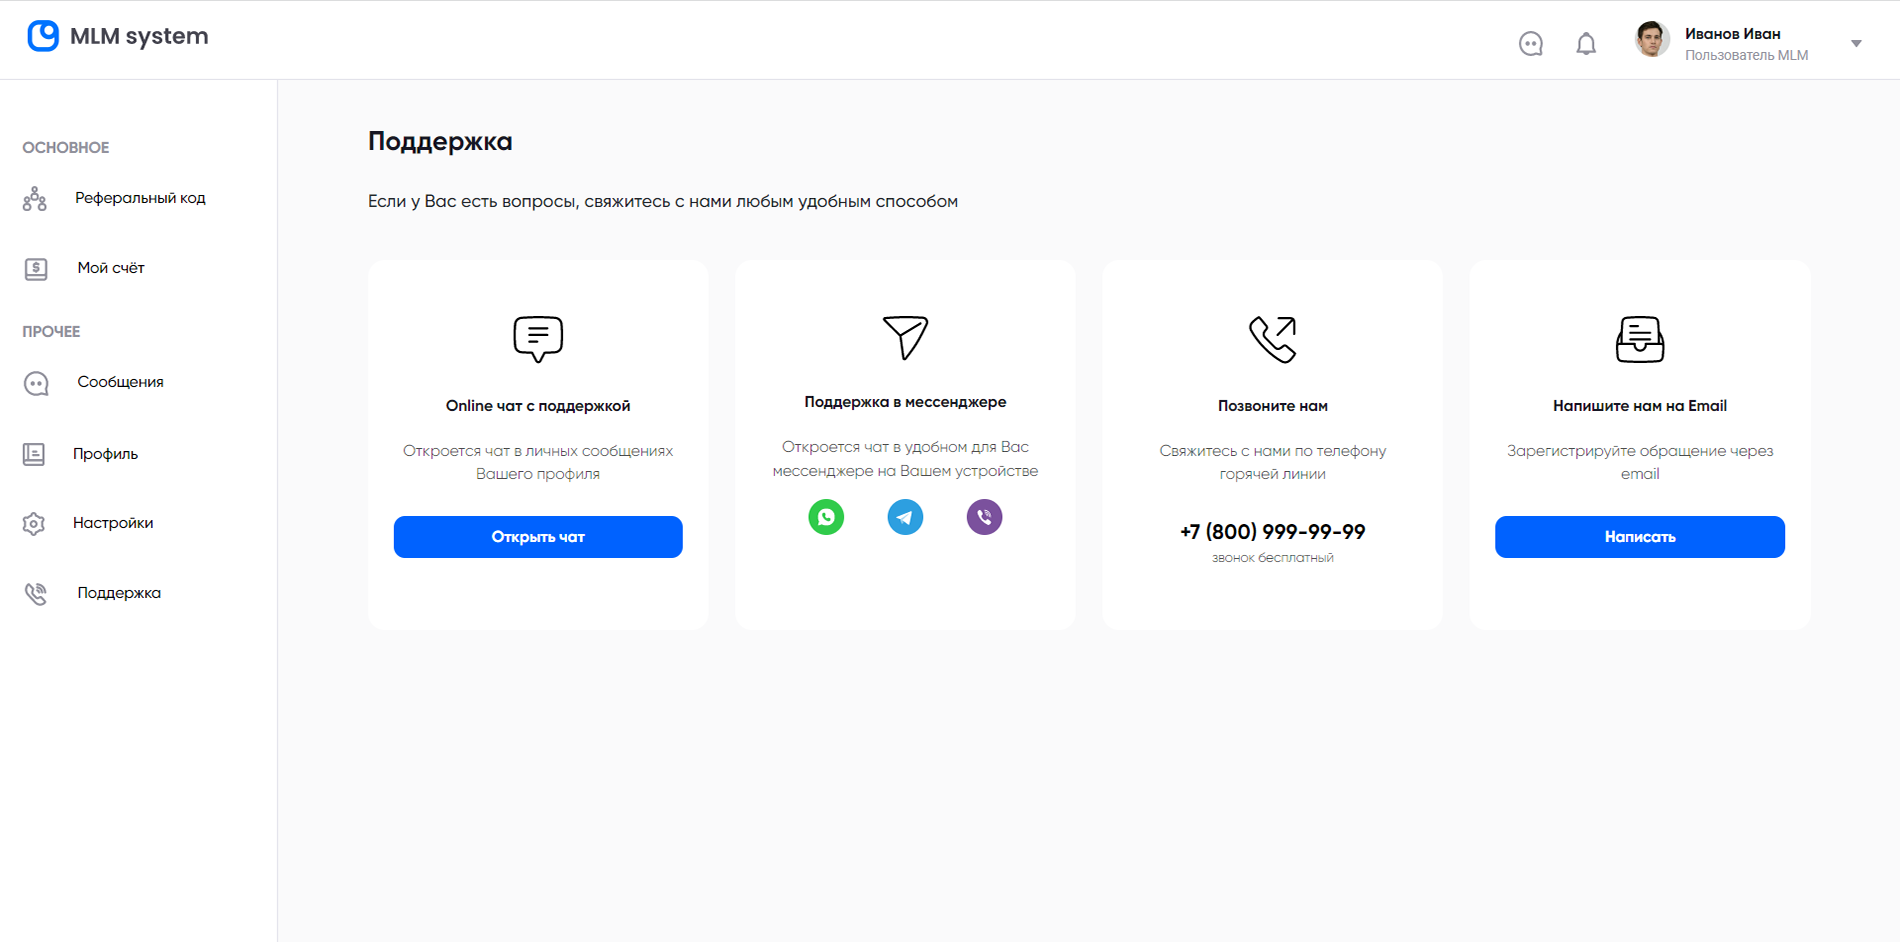 MLM system
Иванов Иван
Пользователь MLM
ОСНОВНОЕ
Реферальный код
Мой счёт
ПРОЧЕЕ
Сообщения
Профиль
Настройки
Поддержка
Поддержка
Если у Вас есть вопросы, свяжитесь с нами любым удобным способом
Online чат с поддержкой
Откроется чат в личных сообщениях
Вашего профиля
Открыть чат
Поддержка в мессенджере
Откроется чат в удобном для Вас
мессенджере на Вашем устройстве
Позвоните нам
Свяжитесь с нами по телефону
горячей линии
+7 (800) 999-99-99
звонок бесплатный
Напишите нам на Email
Зарегистрируйте обращение через
email
Написать